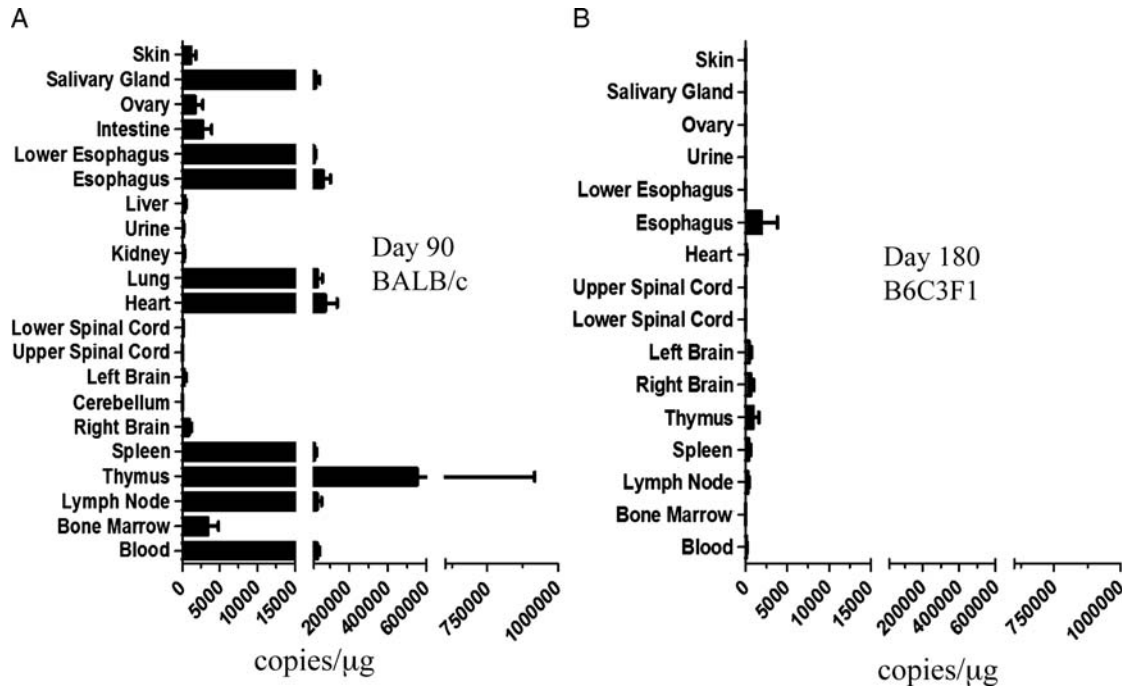 A
Skin
Salivary Gland
Ovary
Intestine
Lower Esophagus
Esophagus
Liver
Urine
Kidney
Lung
Heart
Lower Spinal Cord
Upper Spinal Cord
Left Brain
Cerebellum
Right Brain
Spleen
Thymus
Lymph Node
Bone Marrow
Blood
Day 90
BALB/c
0 5000 10000 15000 200000 400000 600000 750000 1000000
copies/μg
B
Skin
Salivary Gland
Ovary
Urine
Lower Esophagus
Esophagus
Heart
Upper Spinal Cord
Lower Spinal Cord
Left Brain
Right Brain
Thymus
Spleen
Lymph Node
Bone Marrow
Blood
Day 180
B6C3F1
0 5000 10000 15000 200000 400000 600000 750000 1000000
copies/μg